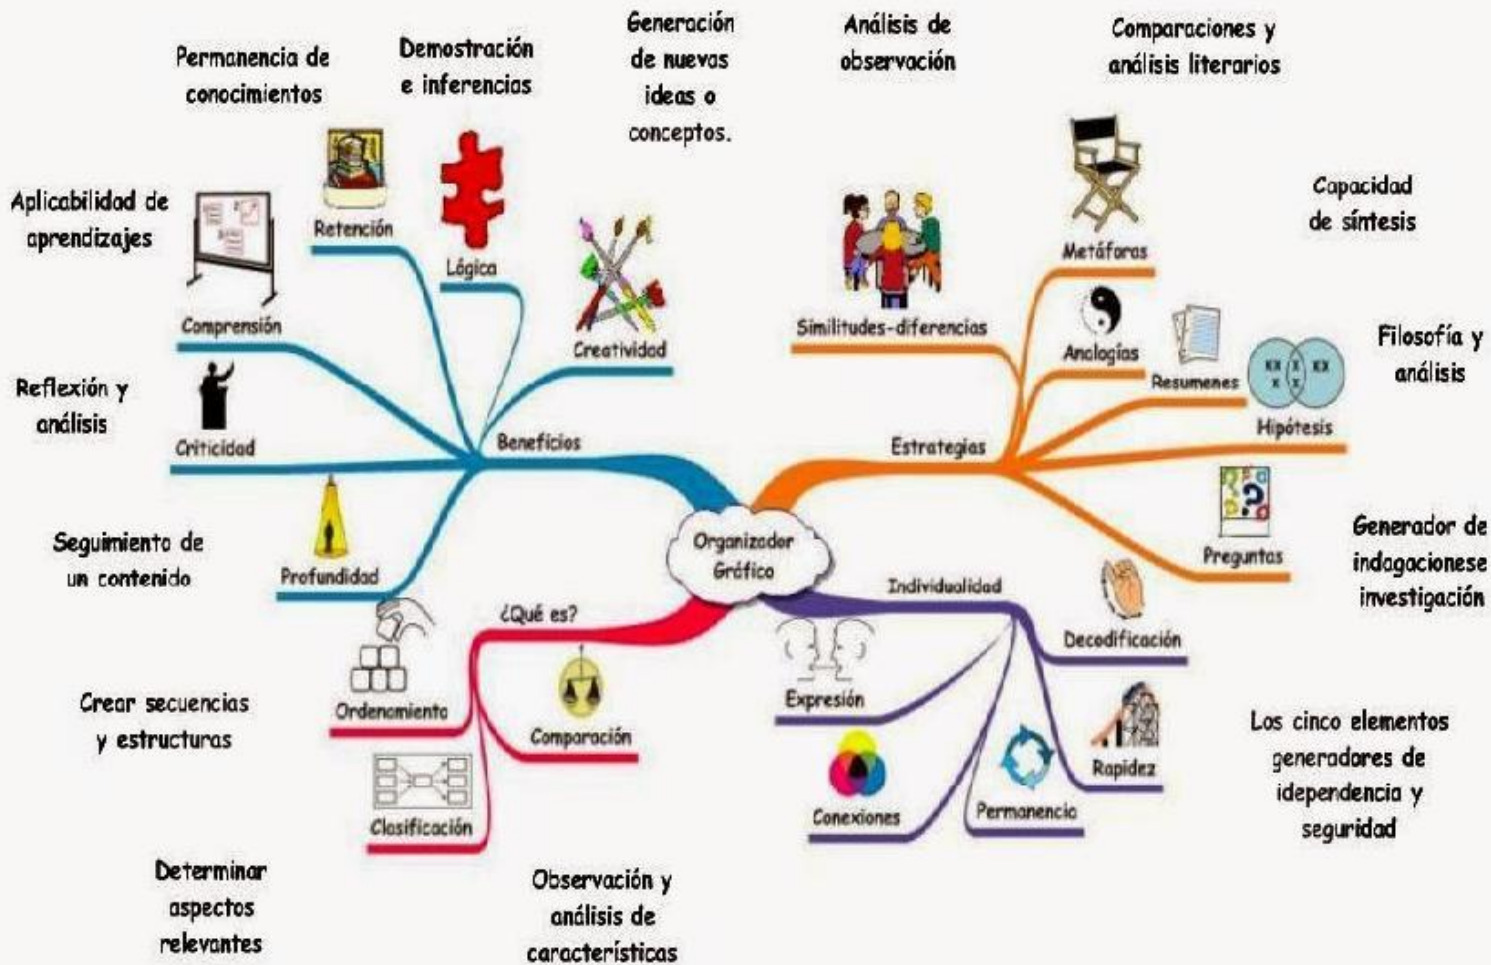 Permanencia de
conocimientos
Demostración
e inferencias
Generación
de nuevas
ideas o
conceptos.
Análisis de
observación
Comparaciones y
análisis literarios
Aplicabilidad de
aprendizajes
Retención
Lógica
Creatividad
Comprensión
Reflexión y
análisis
Criticidad
Beneficios
Seguimiento de
un contenido
Profundidad
Capacidad
de síntesis
Metáforas
Similitudes-diferencias
Analogías
Resumenes
Filosofía y
análisis
xx x xx
x x
Hipótesis
Estrategias
Preguntas
Generador de
indagacionese
investigación
Organizador
Gráfico
¿Qué es?
Ordenamiento
Comparación
Clasificación
Crear secuencias
y estructuras
Determinar
aspectos
relevantes
Observación y
análisis de
características
Individualidad
Decodificación
Expresión
Rapidez
Conexiones
Permanencia
Los cinco elementos
generadores de
idependencia y
seguridad